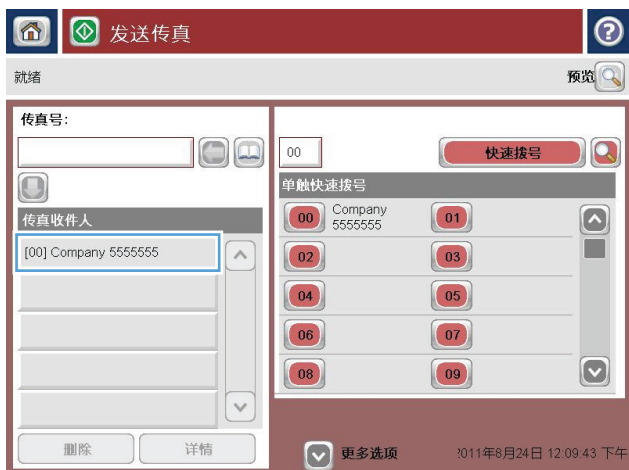 发送传真
就绪
预览
传真号:
传真收件人
[00] Company 5555555
删除
详情
00
快速拨号
单触快速拨号
00 Company 5555555 01
02 03
04 05
06 07
08 09
更多选项
2011年8月24日 12:09:43 下午